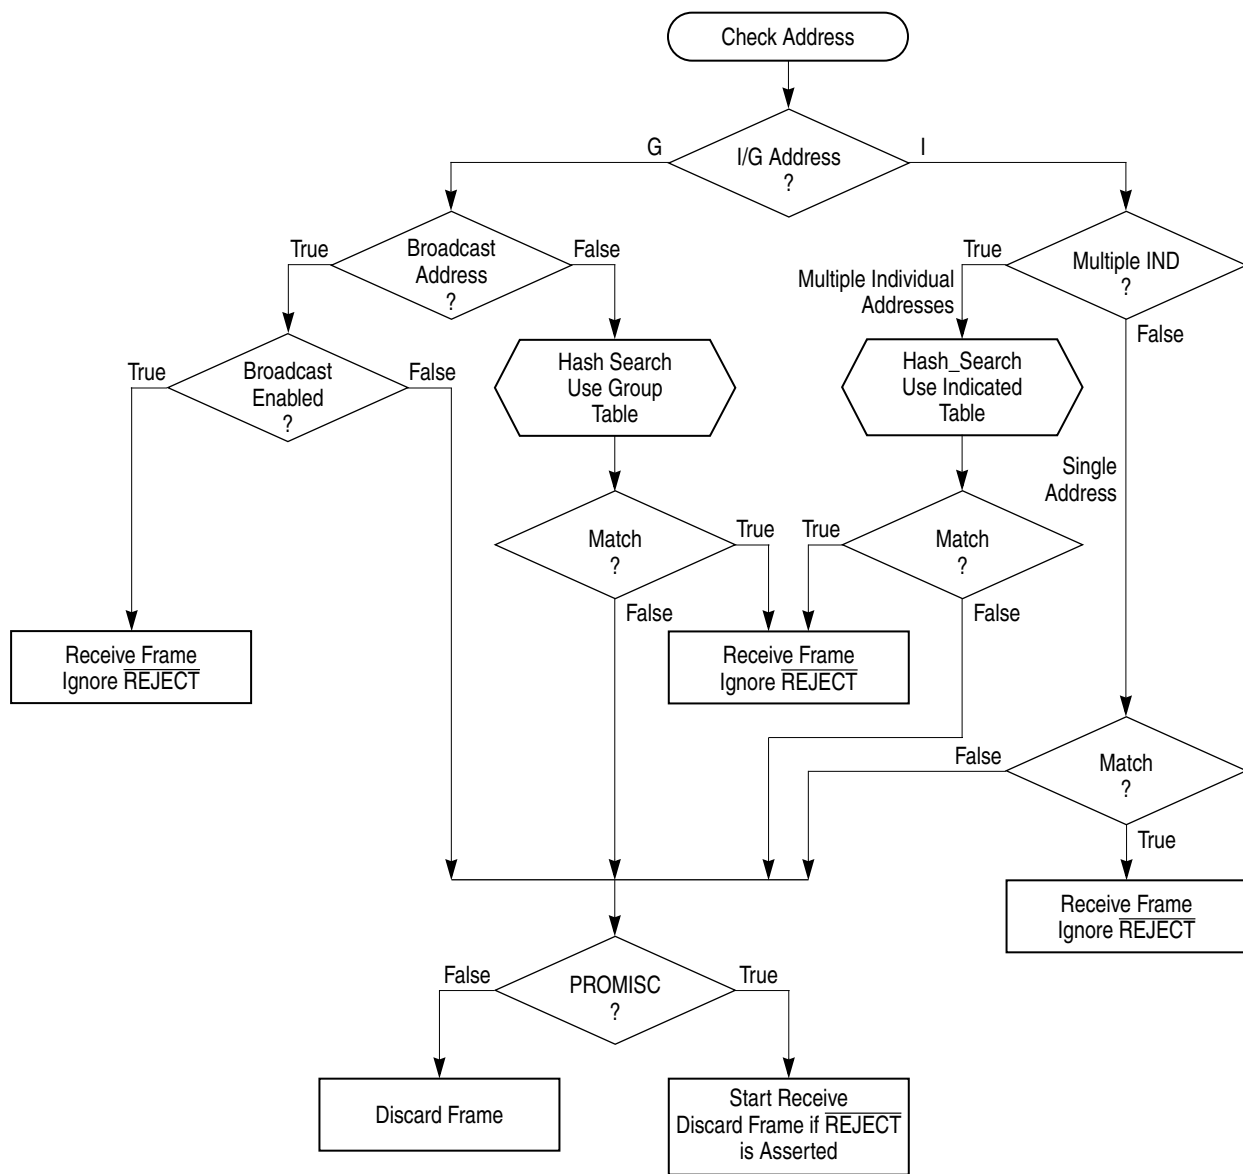 Check Address
G
I/G Address
?
I
True
Broadcast
Address
?
False
True
Multiple IND
?
Multiple Individual
Addresses
False
True
Broadcast
Enabled
?
False
Hash Search
Use Group
Table
Hash_Search
Use Indicated
Table
Single
Address
Match
?
True
True
Match
?
False
False
Receive Frame
Ignore REJECT
Receive Frame
Ignore REJECT
False
Match
?
True
Receive Frame
Ignore REJECT
False
PROMISC
?
True
Discard Frame
Start Receive
Discard Frame if REJECT
is Asserted